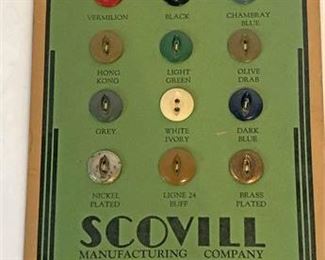 VERMILION BLACK CHAMBRAY
BLUE
HONG LIGHT OLIVE
KONG GREEN DRAB
GREY WHITE DARK
IVORY BLUE
NICKEL LIGNE 24 BRASS
PLATED BUFF PLATED
SCOVILL
MANUFACTURING COMPANY